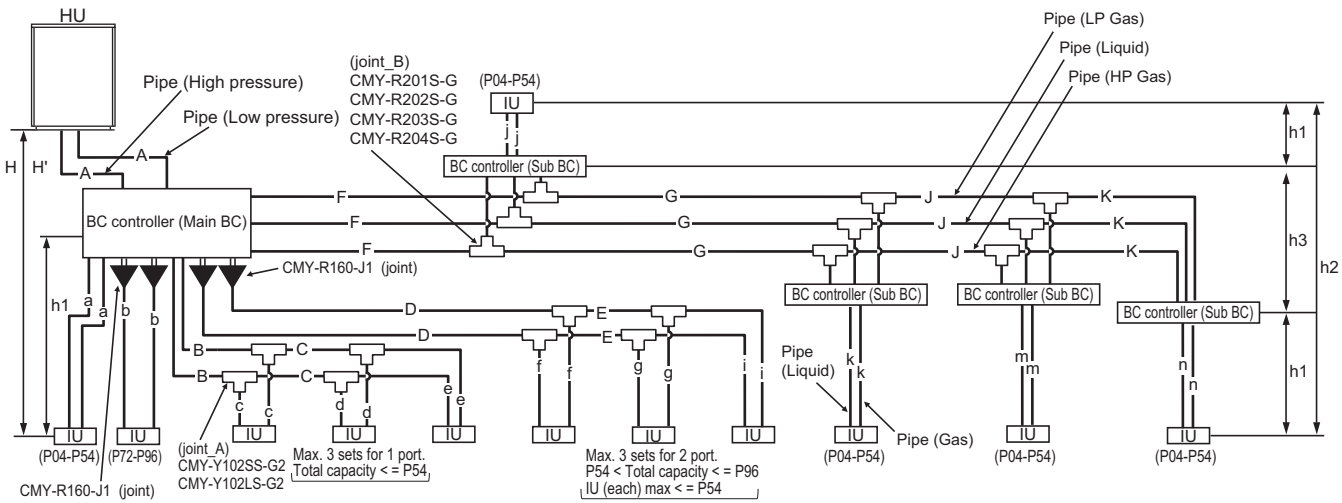 HU
Pipe (High pressure)
Pipe (Low pressure)
(joint_B)
CMY-R201S-G
CMY-R202S-G
CMY-R203S-G
CMY-R204S-G
(P04-P54)
IU
j
j
BC controller (Sub BC)
Pipe (LP Gas)
Pipe (Liquid)
Pipe (HP Gas)
h1
H
H'
A
A
BC controller (Main BC)
F
G
J
K
F
G
J
K
F
G
J
K
h3
h2
CMY-R160-J1 (joint)
BC controller (Sub BC)
BC controller (Sub BC)
BC controller (Sub BC)
h1
a
a
b
b
D
E
D
E
B
C
B
C
c
c
d
d
e
e
f
f
g
g
i
i
Pipe
(Liquid)
k
k
m
m
n
n
h1
Pipe (Gas)
IU
IU
IU
IU
IU
IU
IU
IU
IU
IU
IU
(P04-P54)
(P72-P96)
(P04-P54)
(P04-P54)
(P04-P54)
CMY-R160-J1 (joint)
(joint_A)
CMY-Y102SS-G2
CMY-Y102LS-G2
Max. 3 sets for 1 port.
Total capacity < = P54
Max. 3 sets for 2 port.
P54 < Total capacity < = P96
IU (each) max < = P54